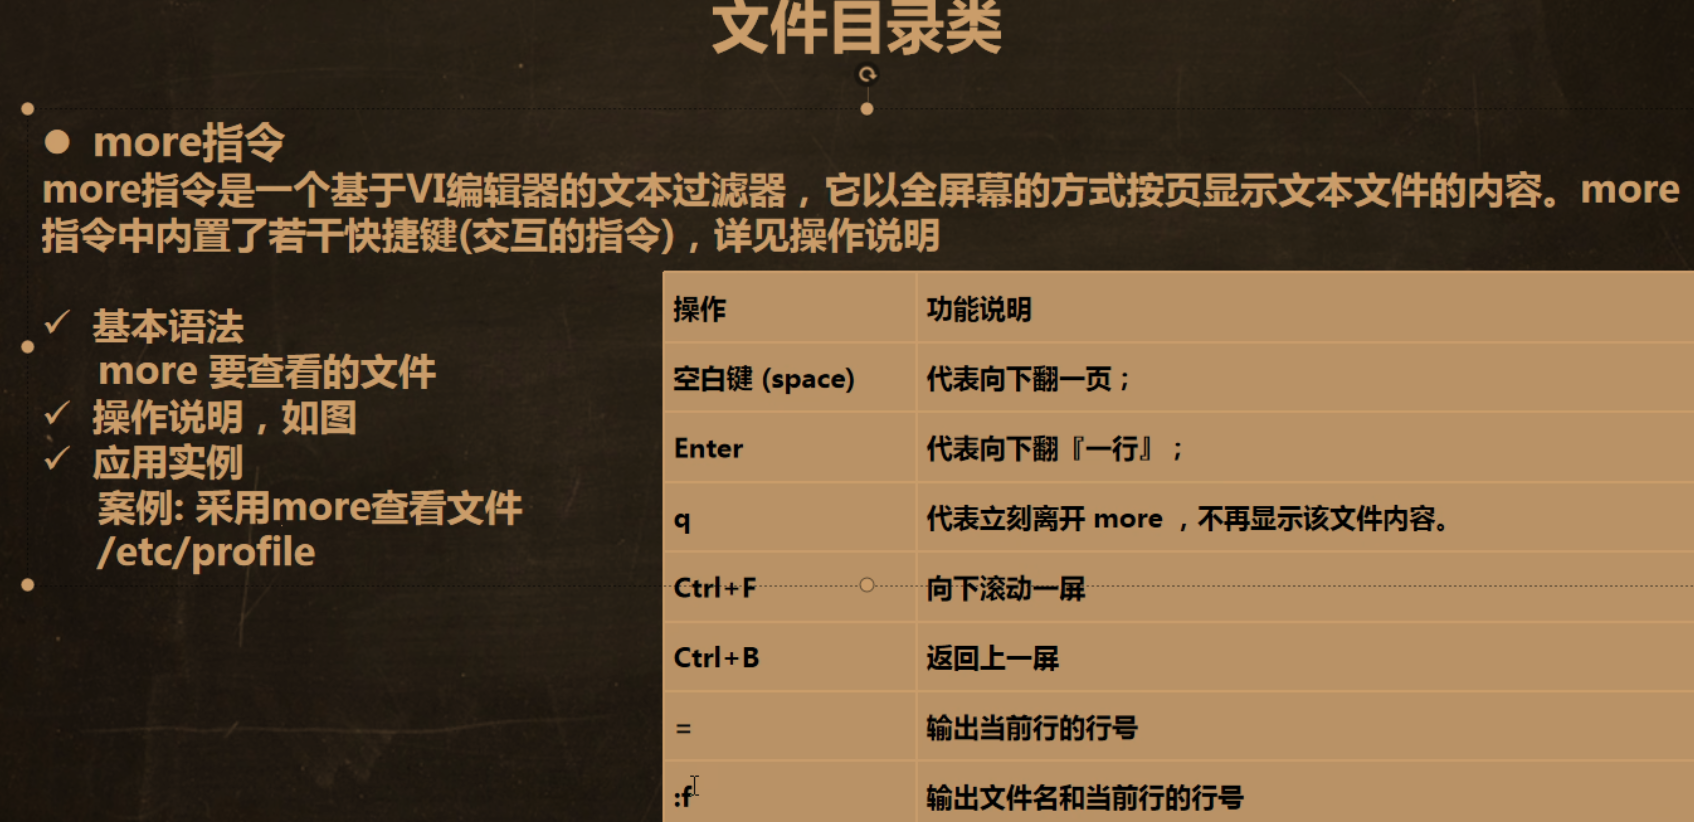 文件目录类
more指令
more指令是一个基于VI编辑器的文本过滤器，它以全屏幕的方式按页显示文本文件的内容。more
指令中内置了若干快捷键(交互的指令)，详见操作说明
基本语法
more 要查看的文件
操作说明，如图
应用实例
案例: 采用more查看文件
/etc/profile
操作 功能说明
空白键 (space) 代表向下翻一页；
Enter 代表向下翻『一行』；
q 代表立刻离开 more ，不再显示该文件内容。
Ctrl+F 向下滚动一屏
Ctrl+B 返回上一屏
= 输出当前行的行号
:f 输出文件名和当前行的行号